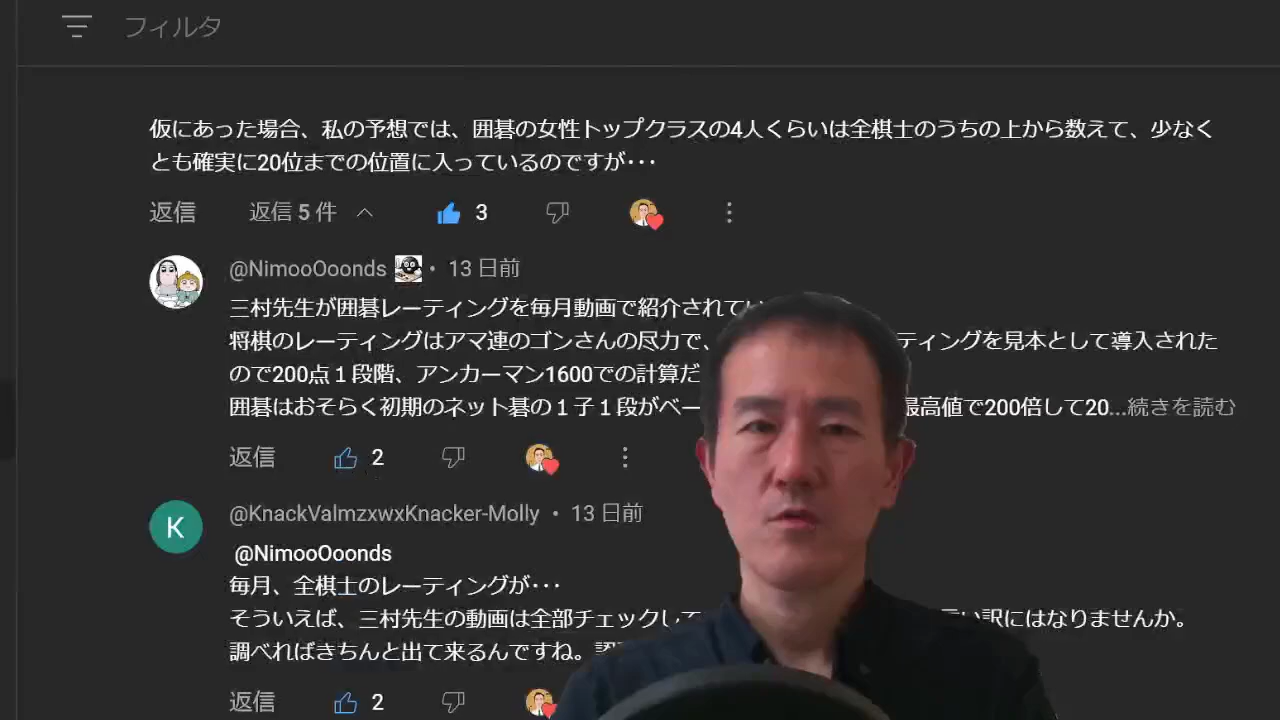 フィルタ
仮にあった場合、私の予想では、囲碁の女性トップクラスの4人くらいは全棋士のうちの上から数えて、少なく
とも確実に20位までの位置に入っているのですが･･･
返信 返信 5 件 3
@NimooOoonds • 13 日前
三村先生が囲碁レーティングを毎月動画で紹介されてい
将棋のレーティングはアマ連のゴンさんの尽力で、 ティングを見本として導入された
ので200点１段階、アンカーマン1600での計算だ
囲碁はおそらく初期のネット碁の１子１段がベー 最高値で200倍して20...続きを読む
返信 2
K
@KnackValmzxwxKnacker-Molly • 13 日前
@NimooOoonds
毎月、全棋士のレーティングが･･･
そういえば、三村先生の動画は全部チェックして 言い訳にはなりませんか。
調べればきちんと出て来るんですね。
返信 2